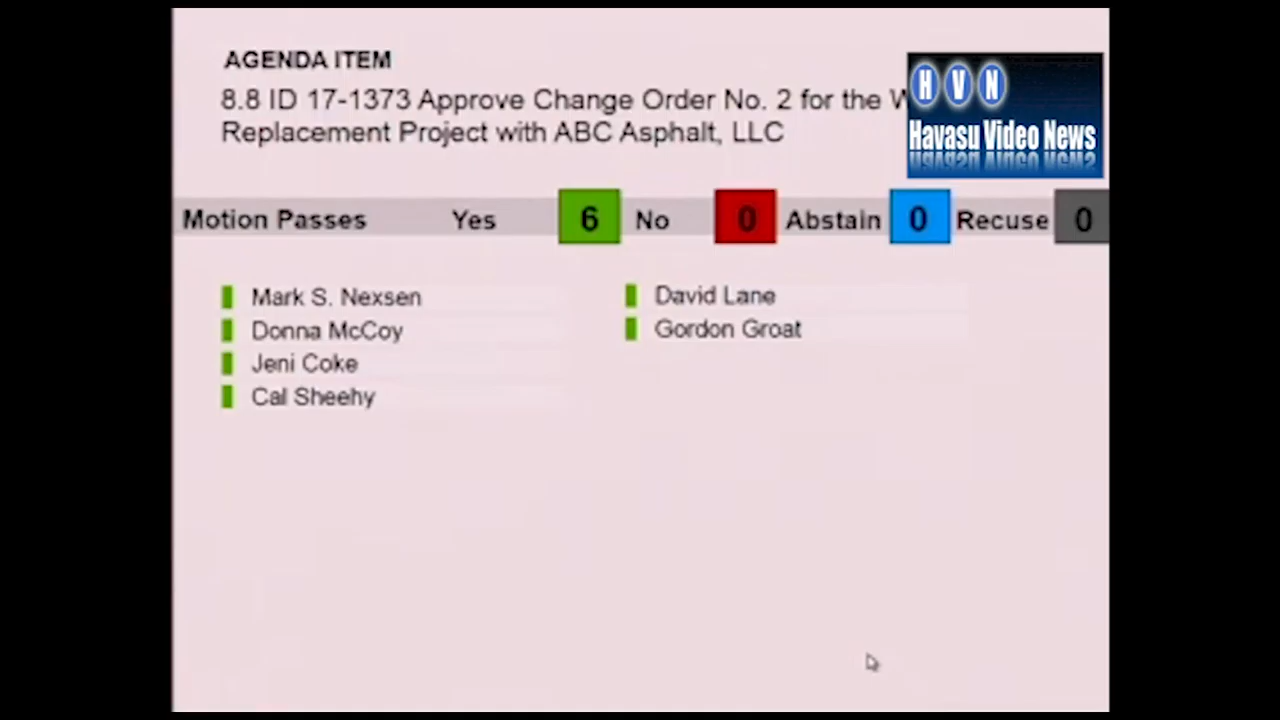 AGENDA ITEM
8.8 ID 17-1373 Approve Change Order No. 2 for the
Replacement Project with ABC Asphalt, LLC
H V N
Havasu Video News
Motion Passes Yes 6 No 0 Abstain 0 Recuse 0
Mark S. Nexsen David Lane
Donna McCoy Gordon Groat
Jeni Coke
Cal Sheehy